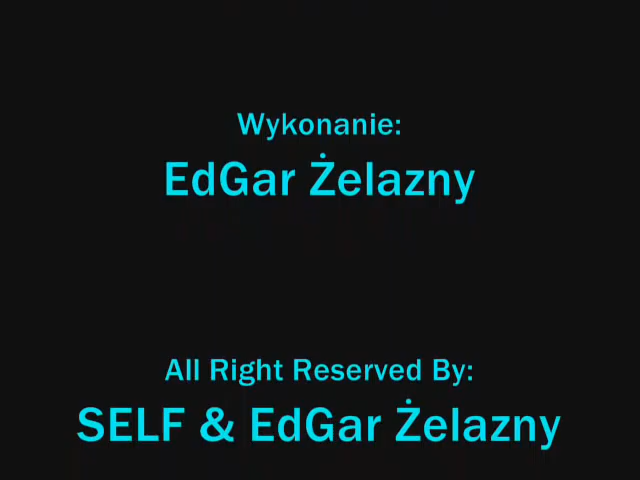 Wykonanie:
EdGar Żelazny
All Right Reserved By:
SELF & EdGar Żelazny